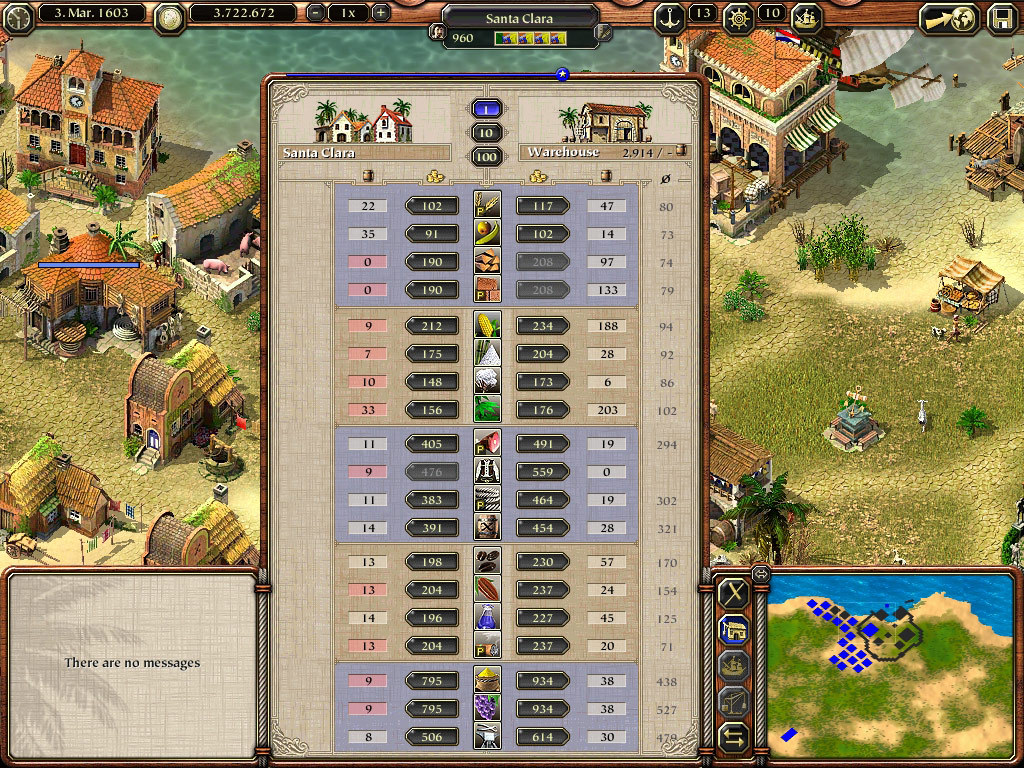 3. Mar. 1603 3.722.672 - 1x + Santa Clara 13 10
960
1
10
Santa Clara Warehouse 2.914 / -
100
ø
22 102 P 117 47 80
35 91 102 14 73
0 190 208 97 74
0 190 P 208 133 79
9 212 234 188 94
7 175 204 28 92
10 148 173 6 86
33 156 176 203 102
11 405 P 491 19 294
9 476 559 0
11 383 P 464 19 302
14 391 454 28 321
13 198 230 57 170
13 204 237 24 154
14 196 227 45 125
13 204 P 237 20 71
9 795 934 38 438
9 795 934 38 527
8 506 614 30 479
There are no messages